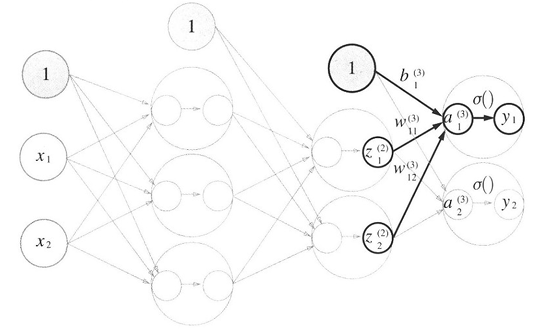 1
1
1
b₁⁽³⁾
σ()
a₁⁽³⁾
y₁
w₁₁⁽³⁾
x₁
z₁⁽²⁾
w₁₂⁽³⁾
σ()
a₂⁽³⁾
y₂
x₂
z₂⁽²⁾